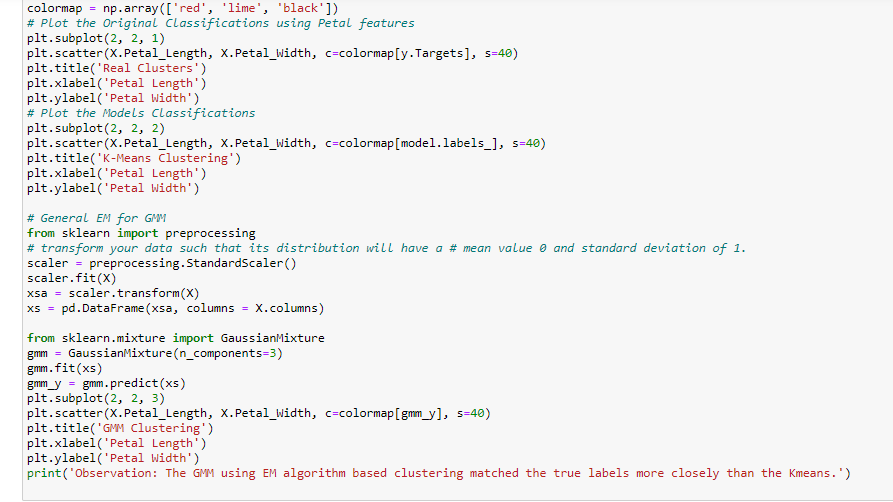 colormap = np.array(['red', 'lime', 'black'])
# Plot the Original Classifications using Petal features
plt.subplot(2, 2, 1)
plt.scatter(X.Petal_Length, X.Petal_Width, c=colormap[y.Targets], s=40)
plt.title('Real Clusters')
plt.xlabel('Petal Length')
plt.ylabel('Petal Width')
# Plot the Models Classifications
plt.subplot(2, 2, 2)
plt.scatter(X.Petal_Length, X.Petal_Width, c=colormap[model.labels_], s=40)
plt.title('K-Means Clustering')
plt.xlabel('Petal Length')
plt.ylabel('Petal Width')
# General EM for GMM
from sklearn import preprocessing
# transform your data such that its distribution will have a # mean value 0 and standard deviation of 1.
scaler = preprocessing.StandardScaler()
scaler.fit(X)
xsa = scaler.transform(X)
xs = pd.DataFrame(xsa, columns = X.columns)
from sklearn.mixture import GaussianMixture
gmm = GaussianMixture(n_components=3)
gmm.fit(xs)
gmm_y = gmm.predict(xs)
plt.subplot(2, 2, 3)
plt.scatter(X.Petal_Length, X.Petal_Width, c=colormap[gmm_y], s=40)
plt.title('GMM Clustering')
plt.xlabel('Petal Length')
plt.ylabel('Petal Width')
print('Observation: The GMM using EM algorithm based clustering matched the true labels more closely than the Kmeans.')